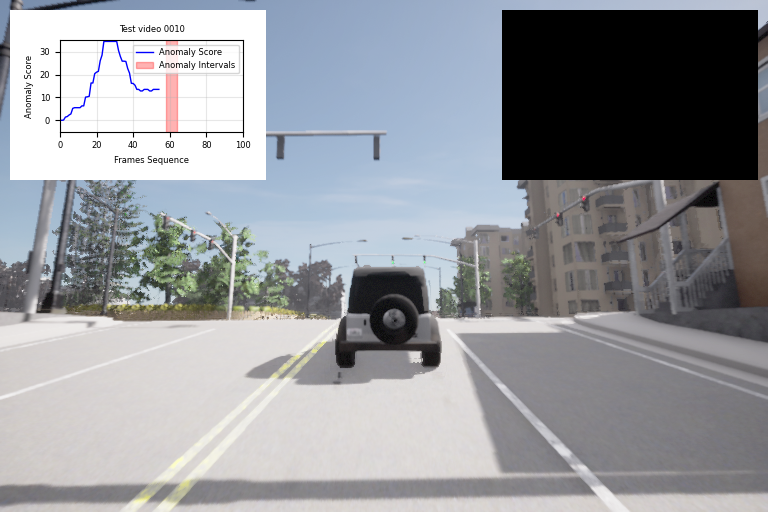 Test video 0010
Anomaly Score
Anomaly Intervals
Anomaly Score
30
20
10
0
0 20 40 60 80 100
Frames Sequence